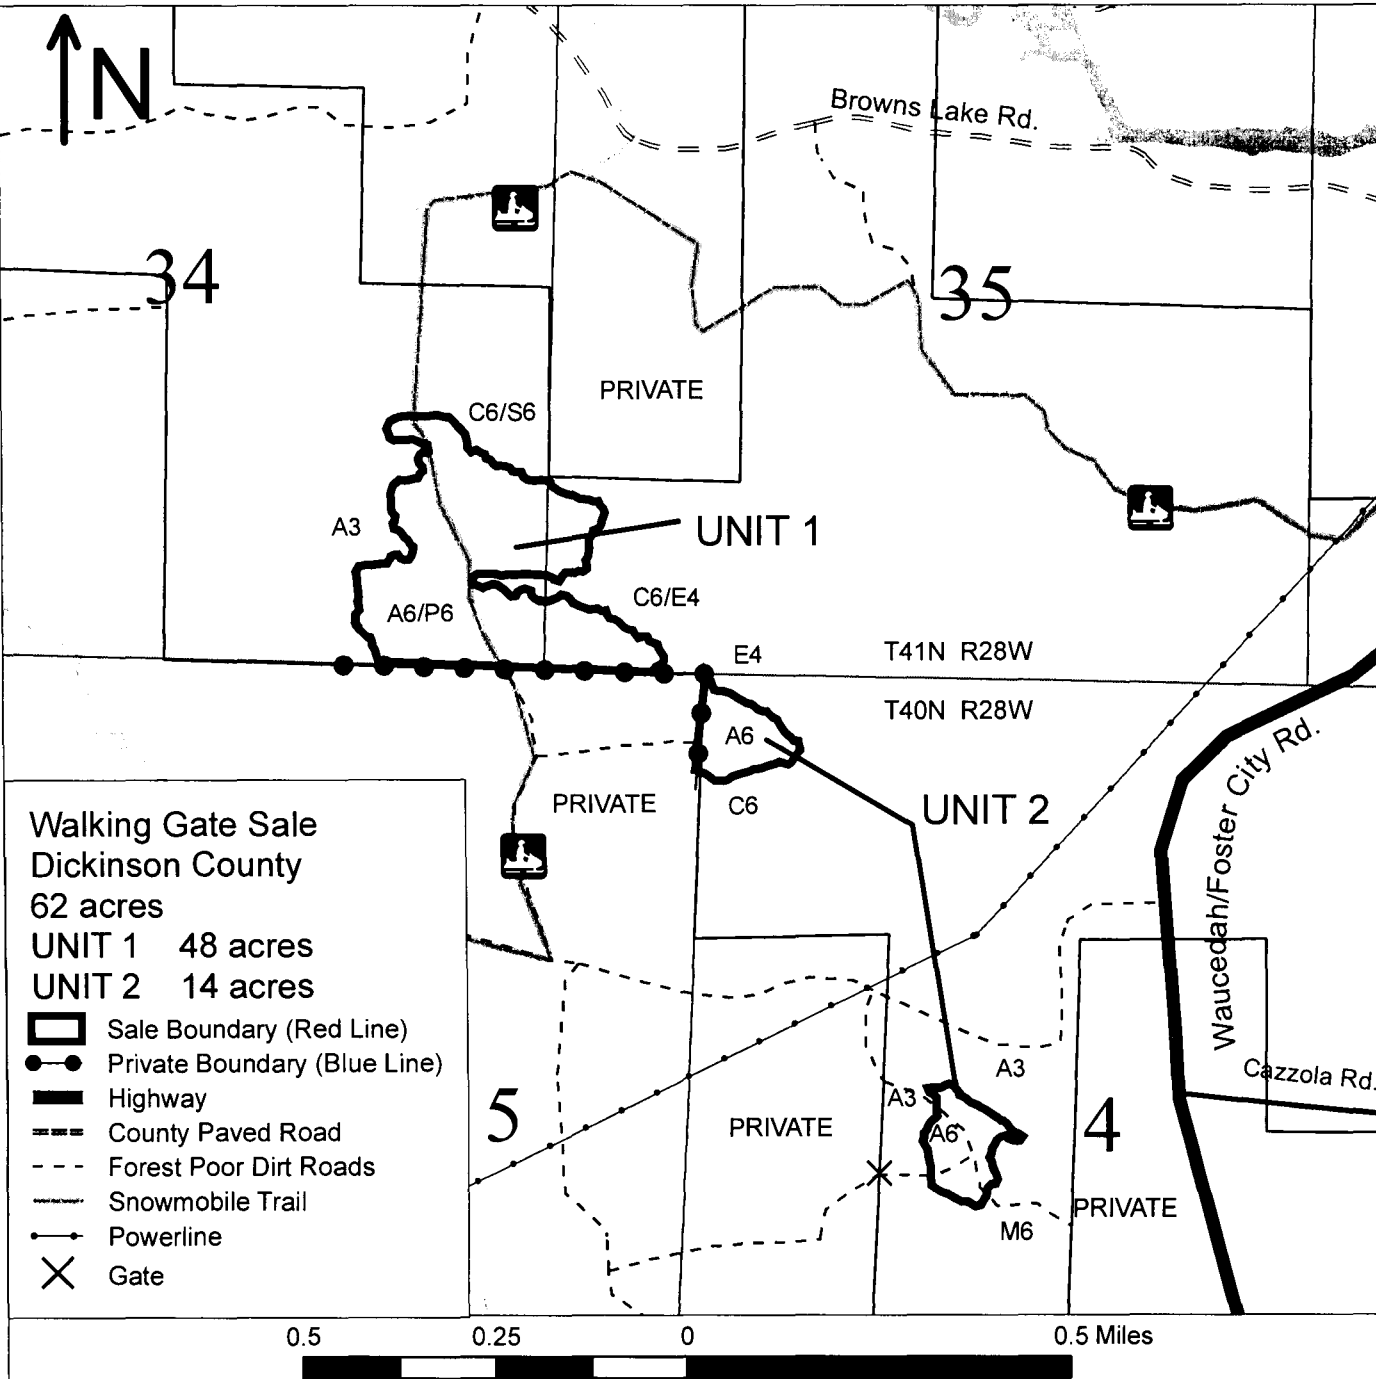 N
Browns Lake Rd.
34
35
PRIVATE
C6/S6
A3
UNIT 1
A6/P6
C6/E4
E4
T41N R28W
T40N R28W
A6
C6
PRIVATE
UNIT 2
Waucedah/Foster City Rd.
Walking Gate Sale
Dickinson County
62 acres
UNIT 1 48 acres
UNIT 2 14 acres
Sale Boundary (Red Line)
Private Boundary (Blue Line)
Highway
County Paved Road
Forest Poor Dirt Roads
Snowmobile Trail
Powerline
Gate
A3
Cazzola Rd.
A3
5
PRIVATE
A6
4
PRIVATE
M6
0.5 0.25 0 0.5 Miles